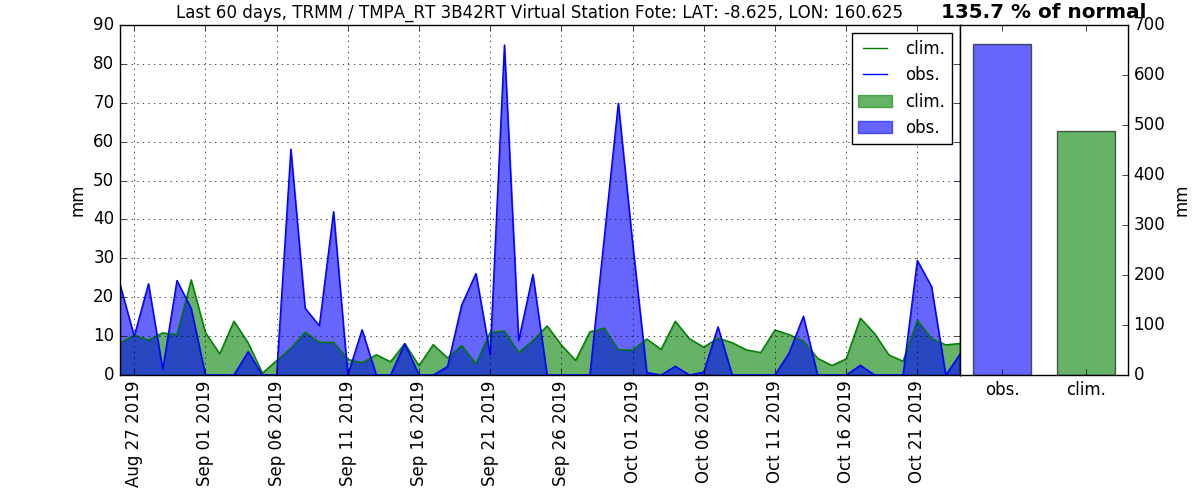 Last 60 days, TRMM / TMPA_RT 3B42RT Virtual Station Fote: LAT: -8.625, LON: 160.625
135.7 % of normal
90
80
70
60
50
40
30
20
10
0
mm
clim.
obs.
clim.
obs.
Aug 27 2019
Sep 01 2019
Sep 06 2019
Sep 11 2019
Sep 16 2019
Sep 21 2019
Sep 26 2019
Oct 01 2019
Oct 06 2019
Oct 11 2019
Oct 16 2019
Oct 21 2019
700
600
500
400
300
200
100
0
mm
obs.
clim.